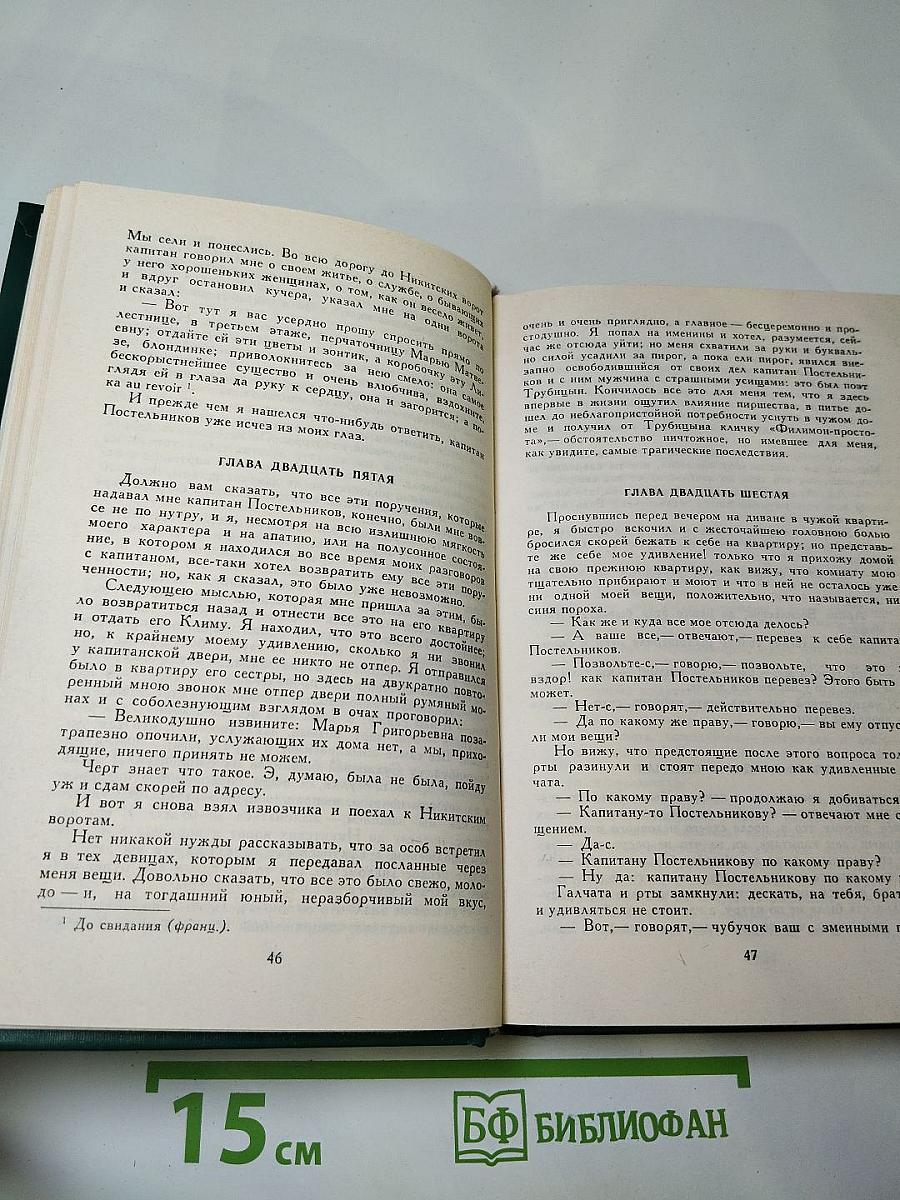 Мы сели и понеслись. Во всю дорогу до Никитских ворот
капитан говорил мне о своем житье, о службе, о бывающих
у него хорошеньких женщинах, о том, как он весело живет,
и вдруг остановил кучера, указал мне на одни ворота
и сказал:
— Вот тут я вас усердно прошу спросить прямо по
лестнице, в третьем этаже, перчаточницу Марью Матве-
евну; отдайте ей эти цветы и зонтик, а коробочку эту Лу-
зе, блондинке; приволокнитесь за нею смело: она самое
бескорыстнейшее существо и очень влюбчива, вздохните,
глядя ей в глаза да руку к сердцу, она и загорится; а по-
ка au revoir 1.
И прежде чем я нашелся что-нибудь ответить, капитан
Постельников уже исчез из моих глаз.
ГЛАВА ДВАДЦАТЬ ПЯТАЯ
Должно вам сказать, что все эти поручения, которые
надавал мне капитан Постельников, конечно, были мне вов-
се не по нутру, и я, несмотря на всю излишнюю мягкость
моего характера и на апатию, или на полусонное состоя-
ние, в котором я находился во все время моих разговоров
с капитаном, все-таки хотел возвратить ему все эти пору-
ченности; но, как я сказал, это было уже невозможно.
Следующею мыслью, которая мне пришла за этим, бы-
ло возвратиться назад и отнести все это на его квартиру
и отдать его Климу. Я находил, что это всего достойнее;
но, к крайнему моему удивлению, сколько я ни звонил
у капитанской двери, мне ее никто не отпер. Я отправился
было в квартиру его сестры, но здесь на двукратно повто-
ренный мною звонок мне отпер двери полный румяный мо-
нах и с соболезнующим взглядом в очах проговорил:
— Великодушно извините: Марья Григорьевна поза-
трапезно опочили, услужающих их дома нет, а мы, прихо-
дящие, ничего принять не можем.
Черт знает что такое. Э, думаю, была не была, пойду
уж и сдам скорей по адресу.
И вот я снова взял извозчика и поехал к Никитским
воротам.
Нет никакой нужды рассказывать, что за особ встретил
я в тех девицах, которым я передавал посланные через
меня вещи. Довольно сказать, что все это было свежо, моло-
до — и, на тогдашний юный, неразборчивый мой вкус,
1 До свидания (франц.).
46
очень и очень приглядно, а главное — бесцеремонно и про-
стодушно. Я попал на именины и хотел, разумеется, сей-
час же отсюда уйти; но меня схватили за руки и букваль-
но силой усадили за пирог, а пока ели пирог, явился вне-
запно освободившийся от своих дел капитан Постельни-
ков и с ним мужчина с страшными усищами: это был поэт
Трубицын. Кончилось все это для меня тем, что я здесь
впервые в жизни ощутил влияние пиршества, в питье до-
шел до неблагопристойной потребности уснуть в чужом до-
ме и получил от Трубицына кличку «Филимон-просто-
та»,— обстоятельство ничтожное, но имевшее для меня,
как увидите, самые трагические последствия.
ГЛАВА ДВАДЦАТЬ ШЕСТАЯ
Проснувшись перед вечером на диване в чужой кварти-
ре, я быстро вскочил и с жесточайшею головною болью
бросился скорей бежать к себе на квартиру; но представь-
те же себе мое удивление! только что я прихожу домой
на свою прежнюю квартиру, как вижу, что комнату мою
тщательно прибирают и моют и что в ней не осталось уже
ни одной моей вещи, положительно, что называется, ни
синя пороха.
— Как же и куда все мое отсюда делось?
— А ваше все,— отвечают,— перевез к себе капита
Постельников.
— Позвольте-с,— говорю,— позвольте, что это
вздор! как капитан Постельников перевез? Этого быть
может.
— Нет-с,— говорят,— действительно перевез.
— Да по какому же праву,— говорю,— вы ему отпус
ли мои вещи?
Но вижу, что предстоящие после этого вопроса тол
рты разинули и стоят передо мною как удивленные
чата.
— По какому праву? — продолжаю я добиваться
— Капитану-то Постельникову? — отвечают мне с
щением.
— Да-с.
— Капитану Постельникову по какому праву?
— Ну да: капитану Постельникову по какому
Галчата и рты замкнули: дескать, на тебя, брат
и удивляться не стоит.
— Вот,— говорят,— чубучок ваш с змеиными
47
15 см
БФ БИБЛИОФАН